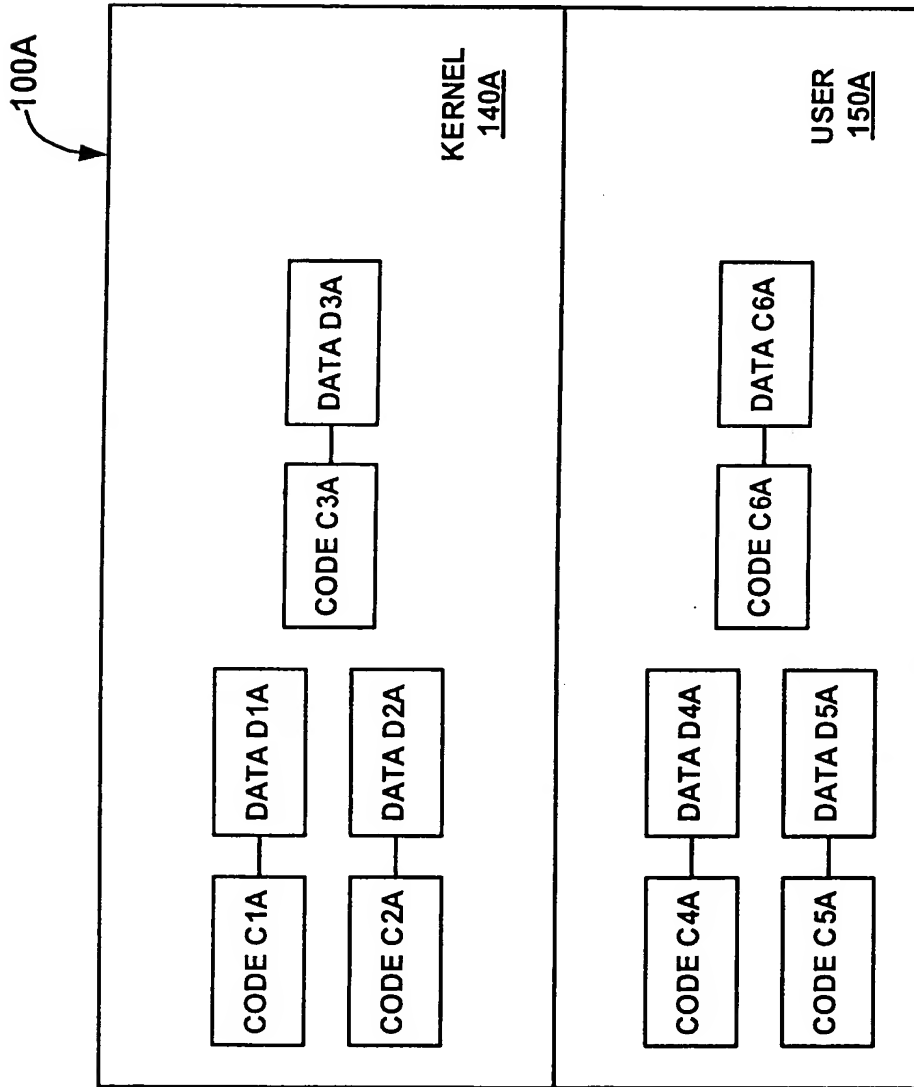 100A
KERNEL
140A
CODE C1A
DATA D1A
CODE C2A
DATA D2A
CODE C3A
DATA D3A
USER
150A
CODE C4A
DATA D4A
CODE C5A
DATA D5A
CODE C6A
DATA C6A